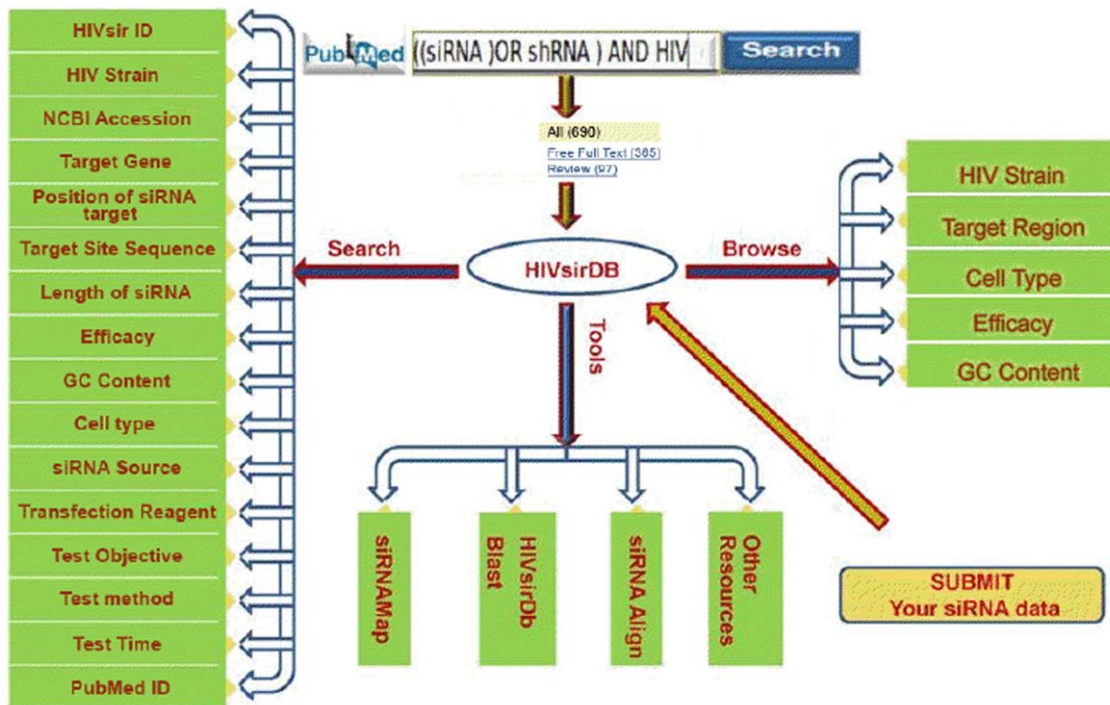 HIVsir ID
HIV Strain
NCBI Accession
Target Gene
Position of siRNA
target
Target Site Sequence
Length of siRNA
Efficacy
GC Content
Cell type
siRNA Source
Transfection Reagent
Test Objective
Test method
Test Time
PubMed ID
PubMed ((siRNA )OR shRNA ) AND HIV Search
All (690)
Free Full Text (365)
Review (97)
Search
HIVsirDB
Browse
Tools
HIV Strain
Target Region
Cell Type
Efficacy
GC Content
siRNAMap
HIVsirDb
Blast
siRNA Align
Other
Resources
SUBMIT
Your siRNA data